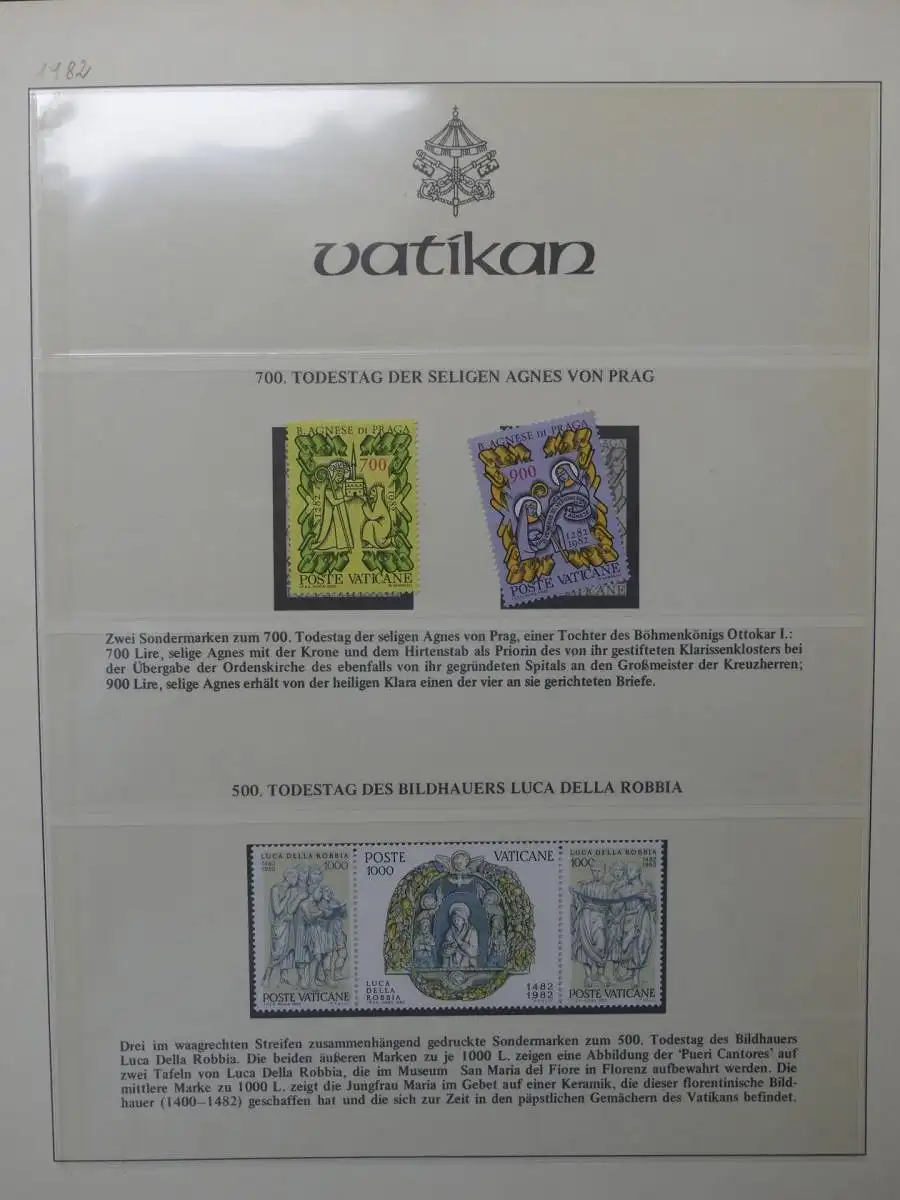 1982
vatikan
700. TODESTAG DER SELIGEN AGNES VON PRAG
B. AGNESE DI PRAGA
700
1282
1982
POSTE VATICANE
B. AGNESE DI PRAGA
900
1282
1982
POSTE VATICANE
AGA
Zwei Sondermarken zum 700. Todestag der seligen Agnes von Prag, einer Tochter des Böhmenkönigs Ottokar I.:
700 Lire, selige Agnes mit der Krone und dem Hirtenstab als Priorin des von ihr gestifteten Klarissenklosters bei
der Übergabe der Ordenskirche des ebenfalls von ihr gegründeten Spitals an den Großmeister der Kreuzherren;
900 Lire, selige Agnes erhält von der heiligen Klara einen der vier an sie gerichteten Briefe.
500. TODESTAG DES BILDHAUERS LUCA DELLA ROBBIA
LUCA DELLA ROBBIA
1482
1982
1000
POSTE VATICANE
POSTE VATICANE
1000
LUCA
DELLA
ROBBIA
1482
1982
LUCA DELLA ROBBIA
1000
1482
1982
POSTE VATICANE
Drei im waagrechten Streifen zusammenhängend gedruckte Sondermarken zum 500. Todestag des Bildhauers
Luca Della Robbia. Die beiden äußeren Marken zu je 1000 L. zeigen eine Abbildung der 'Pueri Cantores' auf
zwei Tafeln von Luca Della Robbia, die im Museum San Maria del Fiore in Florenz aufbewahrt werden. Die
mittlere Marke zu 1000 L. zeigt die Jungfrau Maria im Gebet auf einer Keramik, die dieser florentinische Bild-
hauer (1400–1482) geschaffen hat und die sich zur Zeit in den päpstlichen Gemächern des Vatikans befindet.